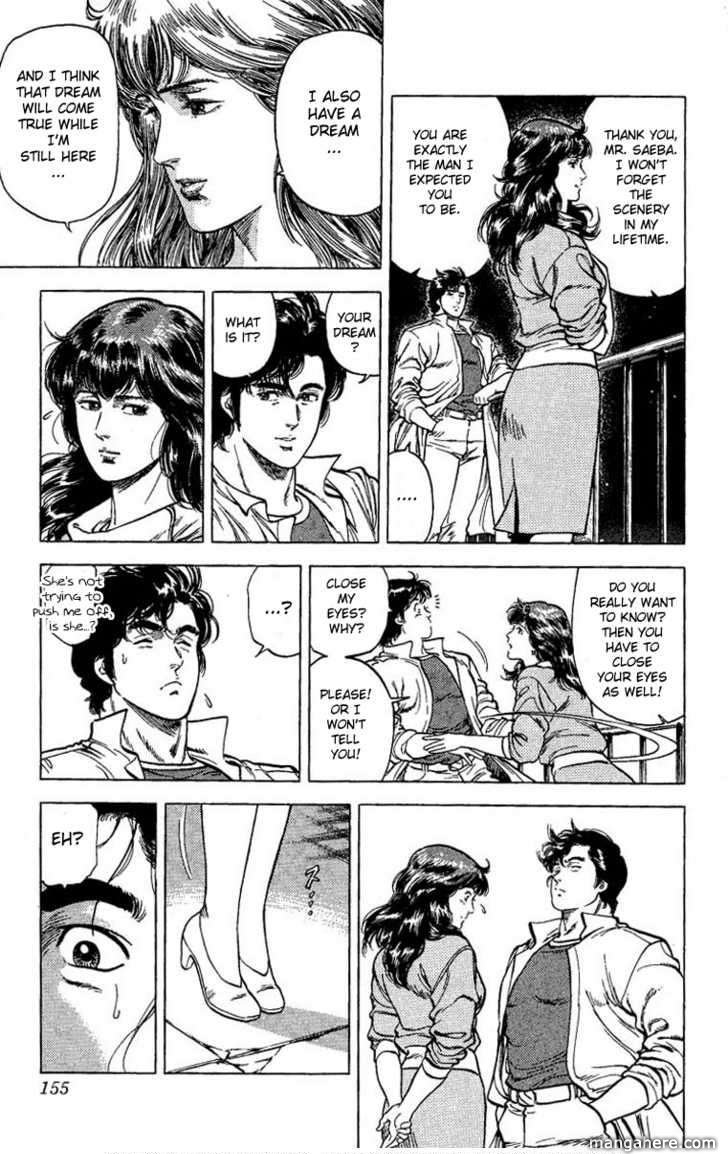 THANK YOU,
MR. SAEBA.
I WON'T
FORGET
THE
SCENERY
IN MY
LIFETIME.
YOU ARE
EXACTLY
THE MAN I
EXPECTED
YOU
TO BE.
....
I ALSO
HAVE A
DREAM
...
AND I THINK
THAT DREAM
WILL COME
TRUE WHILE
I'M
STILL HERE
...
YOUR
DREAM
?
WHAT
IS IT?
DO YOU
REALLY WANT
TO KNOW?
THEN YOU
HAVE TO
CLOSE
YOUR EYES
AS WELL!
CLOSE
MY
EYES?
WHY?
PLEASE!
OR I
WON'T
TELL
YOU!
...?
She's not
trying to
push me off,
is she...?
ス...
EH?
155
manganere.com